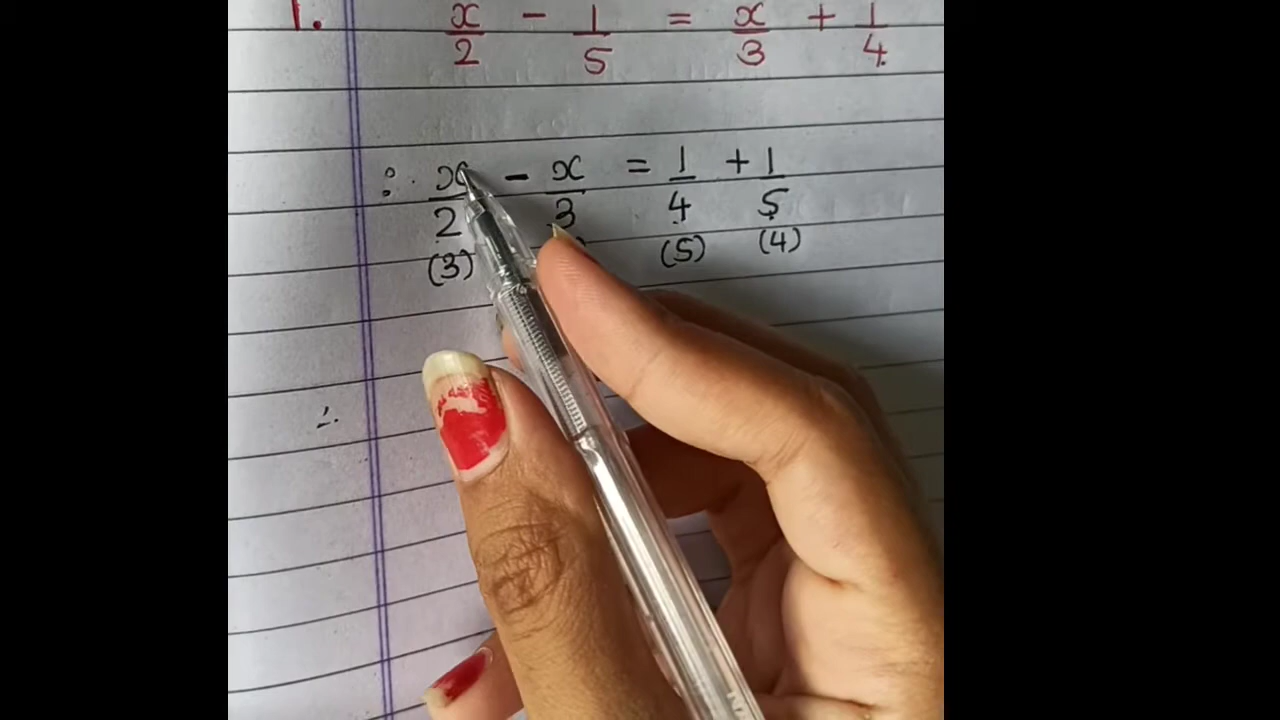 1. x/2 - 1/5 = x/3 + 1/4
∴ x/2 - x/3 = 1/4 + 1/5
(3) (5) (4)
∴